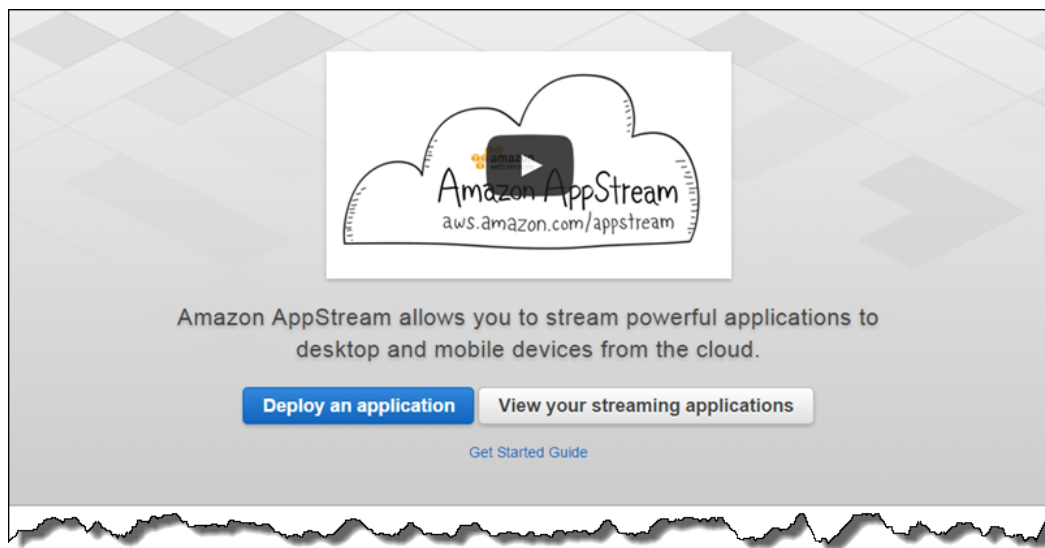 amazon
Amazon AppStream
aws.amazon.com/appstream
Amazon AppStream allows you to stream powerful applications to
desktop and mobile devices from the cloud.
Deploy an application
View your streaming applications
Get Started Guide